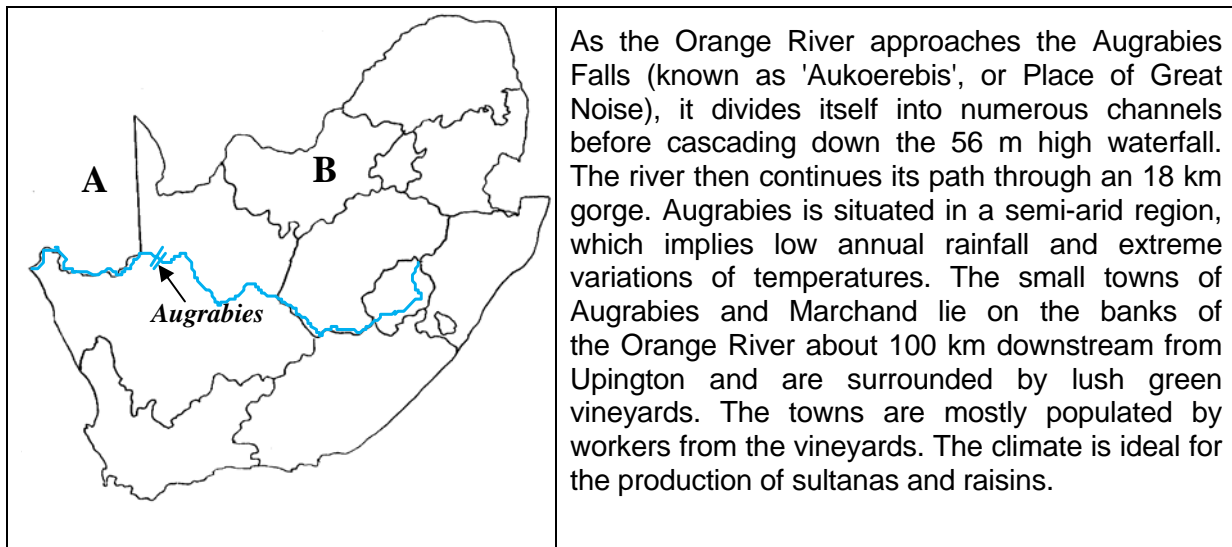 A
B
Augrabies
As the Orange River approaches the Augrabies
Falls (known as 'Aukoerebis', or Place of Great
Noise), it divides itself into numerous channels
before cascading down the 56 m high waterfall.
The river then continues its path through an 18 km
gorge. Augrabies is situated in a semi-arid region,
which implies low annual rainfall and extreme
variations of temperatures. The small towns of
Augrabies and Marchand lie on the banks of
the Orange River about 100 km downstream from
Upington and are surrounded by lush green
vineyards. The towns are mostly populated by
workers from the vineyards. The climate is ideal for
the production of sultanas and raisins.